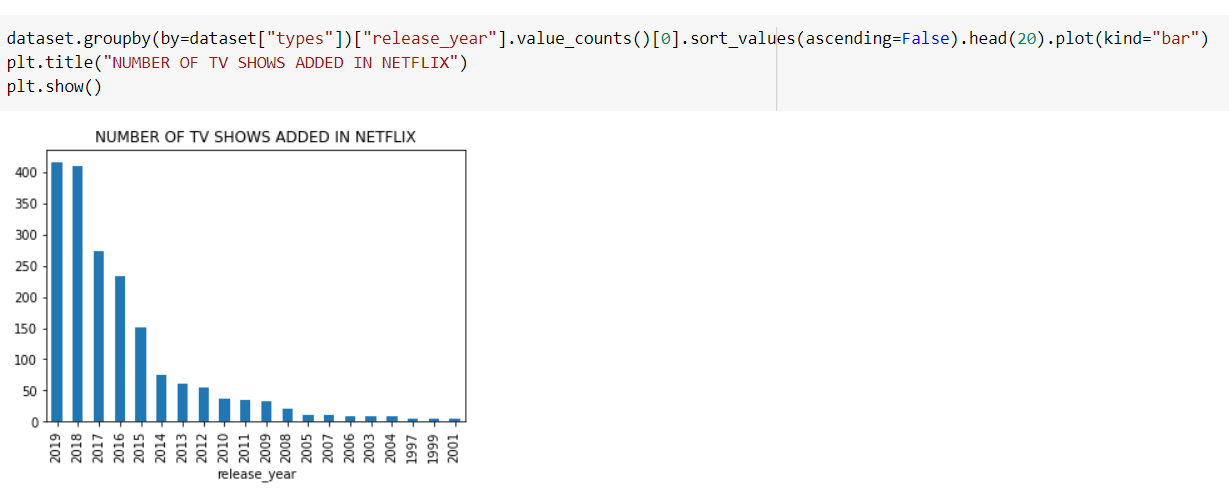 dataset.groupby(by=dataset["types"])["release_year"].value_counts()[0].sort_values(ascending=False).head(20).plot(kind="bar")
plt.title("NUMBER OF TV SHOWS ADDED IN NETFLIX")
plt.show()
NUMBER OF TV SHOWS ADDED IN NETFLIX
400
350
300
250
200
150
100
50
0
2019 2018 2017 2016 2015 2014 2013 2012 2010 2011 2009 2008 2005 2007 2006 2003 2004 1997 1999 2001
release_year